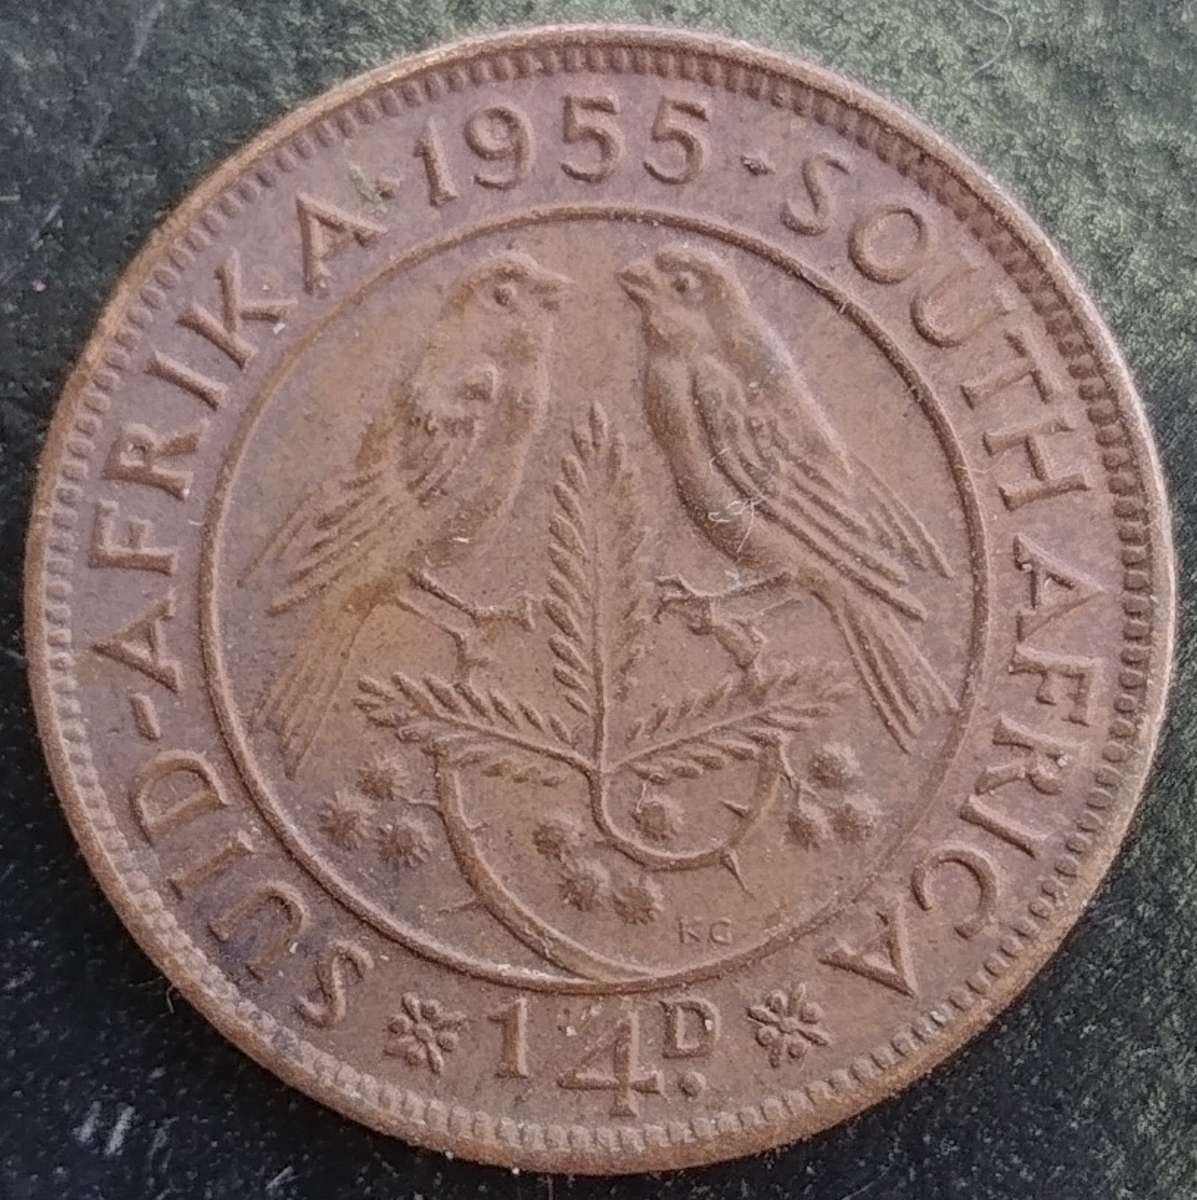 SUID-AFRIKA·1955·SOUTH AFRICA
KG
1/4D.